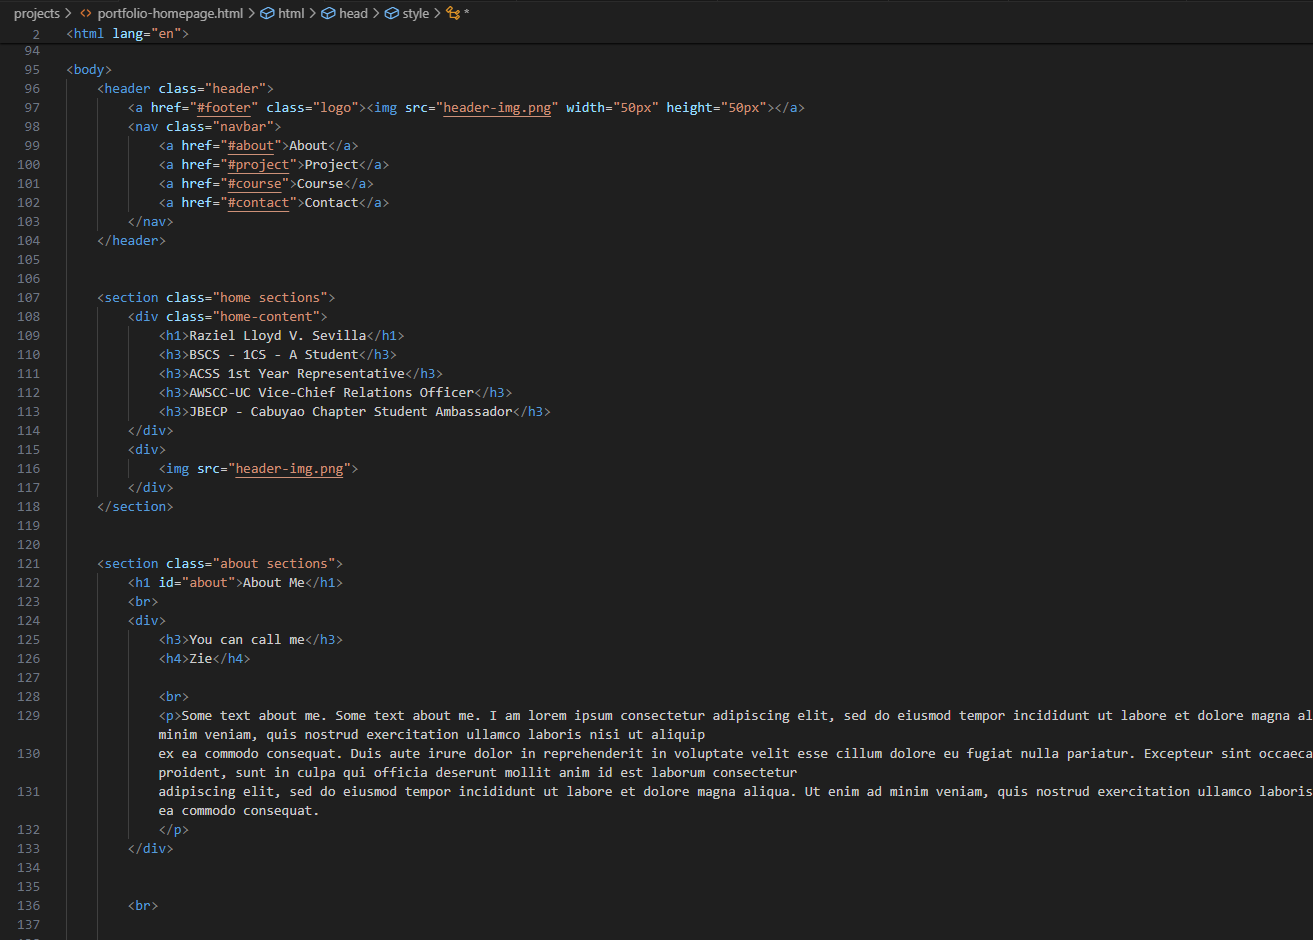 projects > <> portfolio-homepage.html > html > head > style > *
2 <html lang="en">
94
95 <body>
96 <header class="header">
97 <a href="#footer" class="logo"><img src="header-img.png" width="50px" height="50px"></a>
98 <nav class="navbar">
99 <a href="#about">About</a>
100 <a href="#project">Project</a>
101 <a href="#course">Course</a>
102 <a href="#contact">Contact</a>
103 </nav>
104 </header>
105
106
107 <section class="home sections">
108 <div class="home-content">
109 <h1>Raziel Lloyd V. Sevilla</h1>
110 <h3>BSCS - 1CS - A Student</h3>
111 <h3>ACSS 1st Year Representative</h3>
112 <h3>AWSCC-UC Vice-Chief Relations Officer</h3>
113 <h3>JBECP - Cabuyao Chapter Student Ambassador</h3>
114 </div>
115 <div>
116 <img src="header-img.png">
117 </div>
118 </section>
119
120
121 <section class="about sections">
122 <h1 id="about">About Me</h1>
123 <br>
124 <div>
125 <h3>You can call me</h3>
126 <h4>Zie</h4>
127
128 <br>
129 <p>Some text about me. Some text about me. I am lorem ipsum consectetur adipiscing elit, sed do eiusmod tempor incididunt ut labore et dolore magna al
minim veniam, quis nostrud exercitation ullamco laboris nisi ut aliquip
130 ex ea commodo consequat. Duis aute irure dolor in reprehenderit in voluptate velit esse cillum dolore eu fugiat nulla pariatur. Excepteur sint occaeca
proident, sunt in culpa qui officia deserunt mollit anim id est laborum consectetur
131 adipiscing elit, sed do eiusmod tempor incididunt ut labore et dolore magna aliqua. Ut enim ad minim veniam, quis nostrud exercitation ullamco laboris
ea commodo consequat.
132 </p>
133 </div>
134
135
136 <br>
137